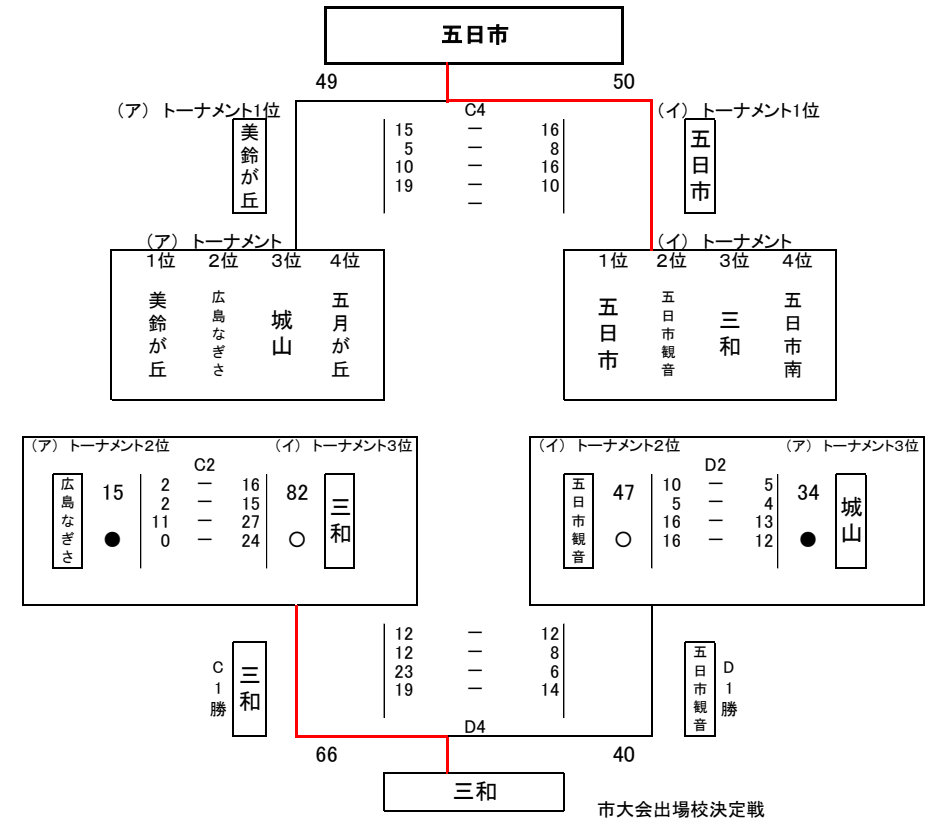 五日市
49 50
（ア） トーナメント1位 C4 （イ） トーナメント1位
美鈴が丘
15 ー 16
5 ー 8
10 ー 16
19 ー 10
ー
五日市
（ア） トーナメント
1位 2位 3位 4位
美鈴が丘 広島なぎさ 城山 五月が丘
（イ） トーナメント
1位 2位 3位 4位
五日市 五日市観音 三和 五日市南
（ア） トーナメント2位 （イ） トーナメント3位
C2
広島なぎさ
15 ●
2 ー 16
2 ー 15
11 ー 27
0 ー 24
82 ○
三和
（イ） トーナメント2位 （ア） トーナメント3位
D2
五日市観音
47 ○
10 ー 5
5 ー 4
16 ー 13
16 ー 12
34 ●
城山
C1勝
三和
12 ー 12
12 ー 8
23 ー 6
19 ー 14
五日市観音
D1勝
D4
66 40
三和
市大会出場校決定戦